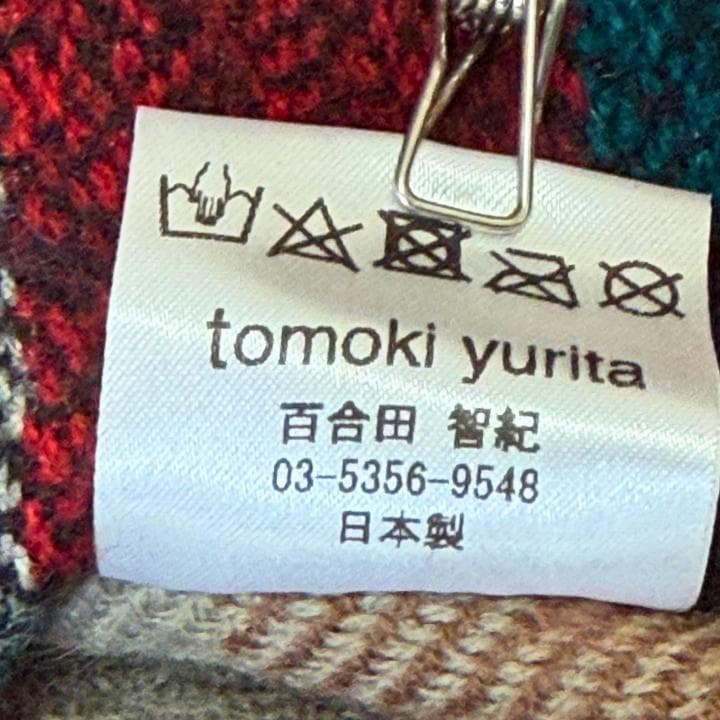 tomoki yurita
百合田 智紀
03-5356-9548
日本製